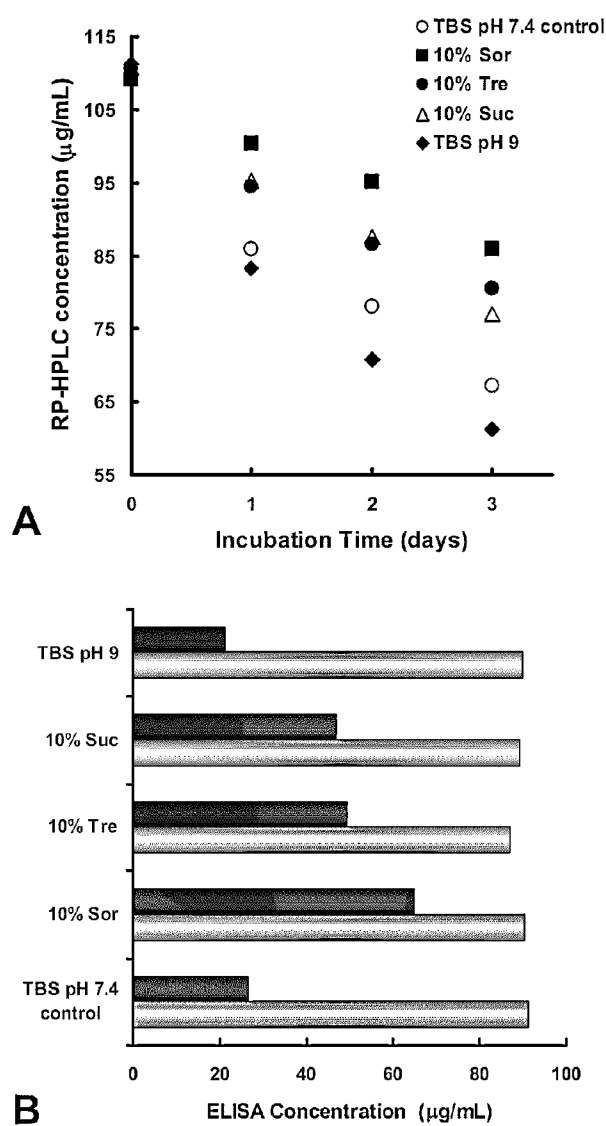 115
105
95
85
75
65
55
RP-HPLC concentration (μg/mL)
TBS pH 7.4 control
10% Sor
10% Tre
10% Suc
TBS pH 9
0
1
2
3
Incubation Time (days)
A
TBS pH 9
10% Suc
10% Tre
10% Sor
TBS pH 7.4
control
0
20
40
60
80
100
ELISA Concentration (μg/mL)
B